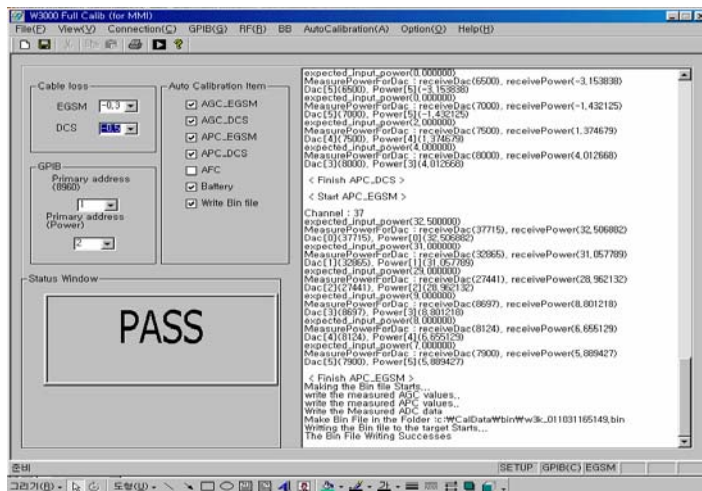 W3000 Full Calib (for MMI)
File(F) View(V) Connection(C) GPIB(G) RF(R) BB AutoCalibration(A) Option(O) Help(H)
Cable loss
EGSM -0,3
DCS -0,5
GPIB
Primary address
(8960)
1
Primary address
(Power)
2
Auto Calibration Item
AGC_EGSM
AGC_DCS
APC_EGSM
APC_DCS
AFC
Battery
Write Bin file
Status Window
PASS
expected_input_power(0,000000)
MeasurePowerForDac : receiveDac(6500), receivePower(-3,153838)
Dac[5](6500), Power[5](-3,153838)
expected_input_power(0,000000)
MeasurePowerForDac : receiveDac(7000), receivePower(-1,432125)
Dac[5](7000), Power[5](-1,432125)
expected_input_power(2,000000)
MeasurePowerForDac : receiveDac(7500), receivePower(1,374679)
Dac[4](7500), Power[4](1,374679)
expected_input_power(4,000000)
MeasurePowerForDac : receiveDac(8000), receivePower(4,012668)
Dac[3](8000), Power[3](4,012668)
< Finish APC_DCS >
< Start APC_EGSM >
Channel : 37
expected_input_power(32,500000)
MeasurePowerForDac : receiveDac(37715), receivePower(32,506882)
Dac[0](37715), Power[0](32,506882)
expected_input_power(31,000000)
MeasurePowerForDac : receiveDac(32865), receivePower(31,057789)
Dac[1](32865), Power[1](31,057789)
expected_input_power(29,000000)
MeasurePowerForDac : receiveDac(27441), receivePower(28,962132)
Dac[2](27441), Power[2](28,962132)
expected_input_power(9,000000)
MeasurePowerForDac : receiveDac(8697), receivePower(8,801218)
Dac[3](8697), Power[3](8,801218)
expected_input_power(8,000000)
MeasurePowerForDac : receiveDac(8124), receivePower(6,655129)
Dac[4](8124), Power[4](6,655129)
expected_input_power(7,000000)
MeasurePowerForDac : receiveDac(7900), receivePower(5,889427)
Dac[5](7900), Power[5](5,889427)
< Finish APC_EGSM >
Making the Bin file Starts,,,
write the measured AGC values,,
write the measured APC values,,
Write the Measured ADC data
Make Bin File in the Folder :c:₩CalData₩bin₩w3k_011031165149,bin
Writting the Bin file to the target Starts,,,
The Bin File Writing Successes
준비
SETUP GPIB(C) EGSM
그리기(R) 도형(U)